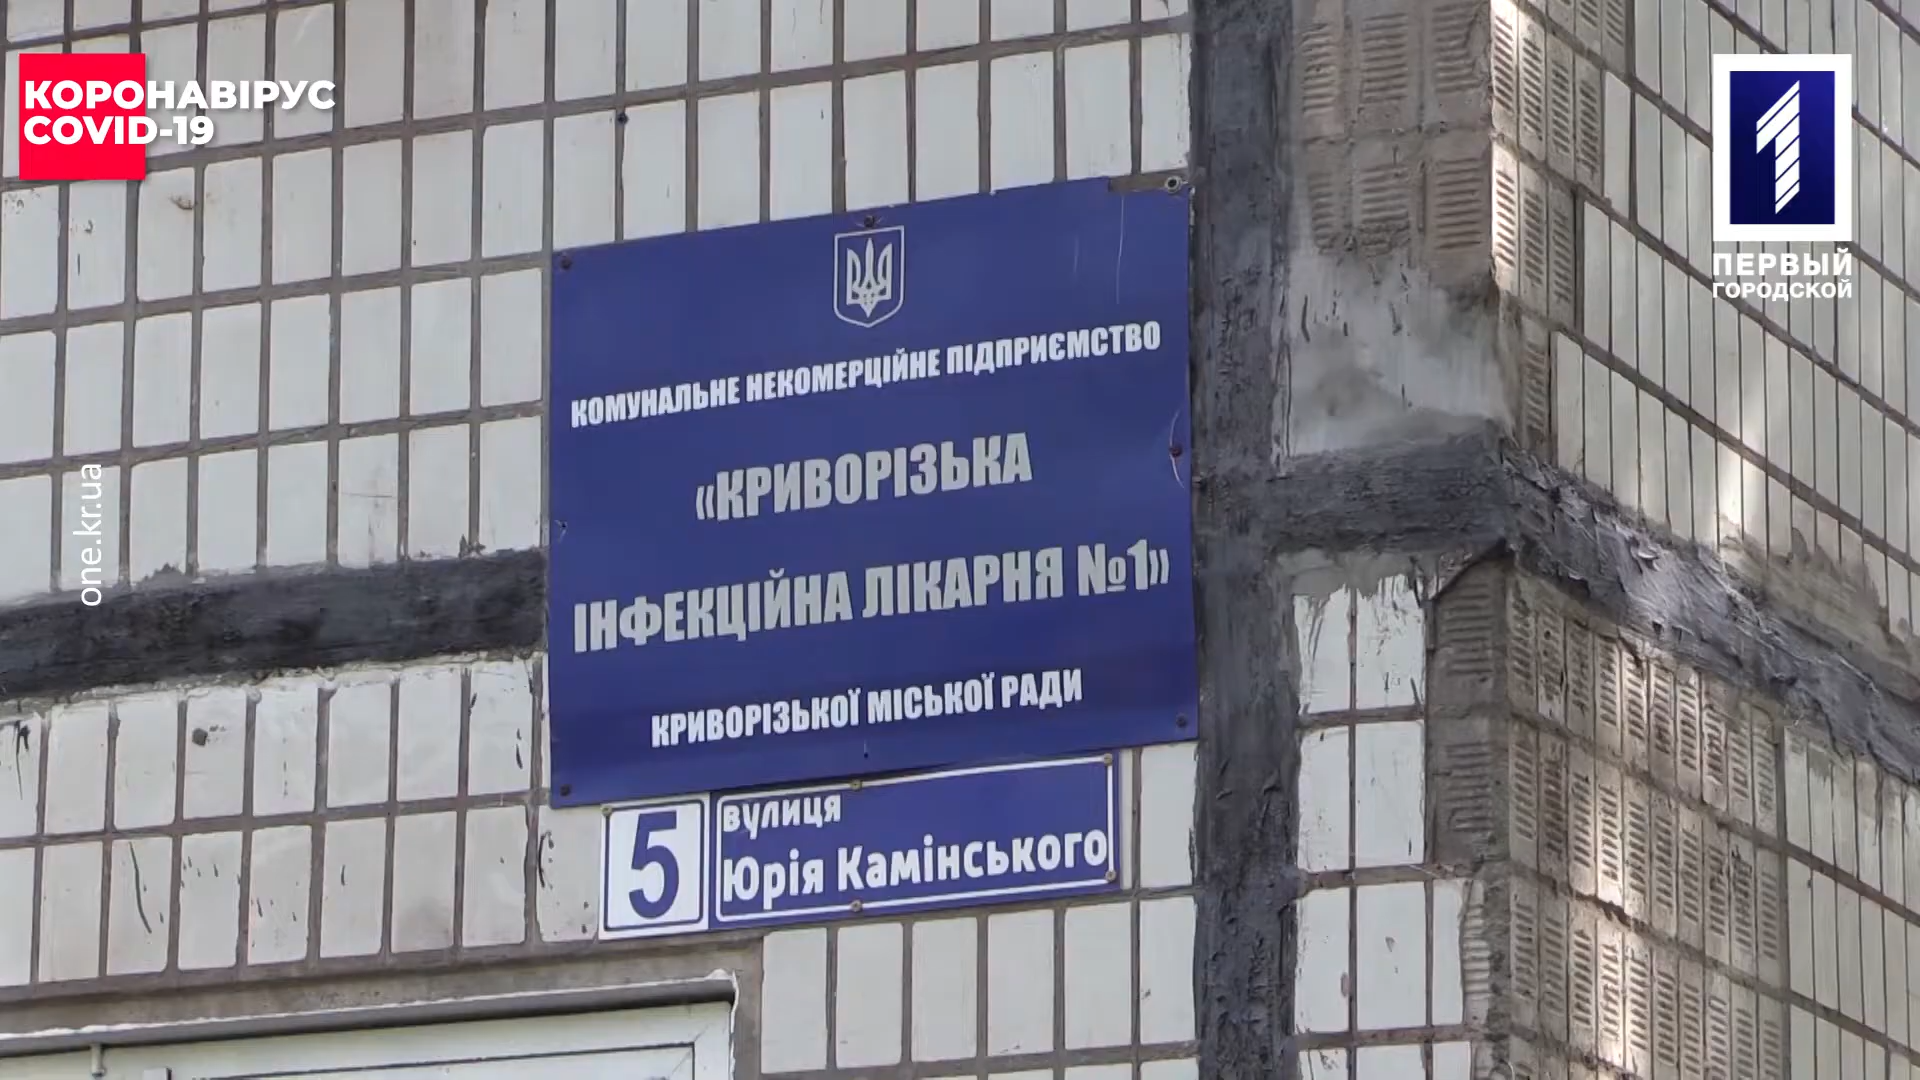 КОРОНАВІРУС
COVID-19
1
ПЕРВЫЙ
ГОРОДСКОЙ
one.kr.ua
КОМУНАЛЬНЕ НЕКОМЕРЦІЙНЕ ПІДПРИЄМСТВО
«КРИВОРІЗЬКА
ІНФЕКЦІЙНА ЛІКАРНЯ №1»
КРИВОРІЗЬКОЇ МІСЬКОЇ РАДИ
5
вулиця
Юрія Камінського